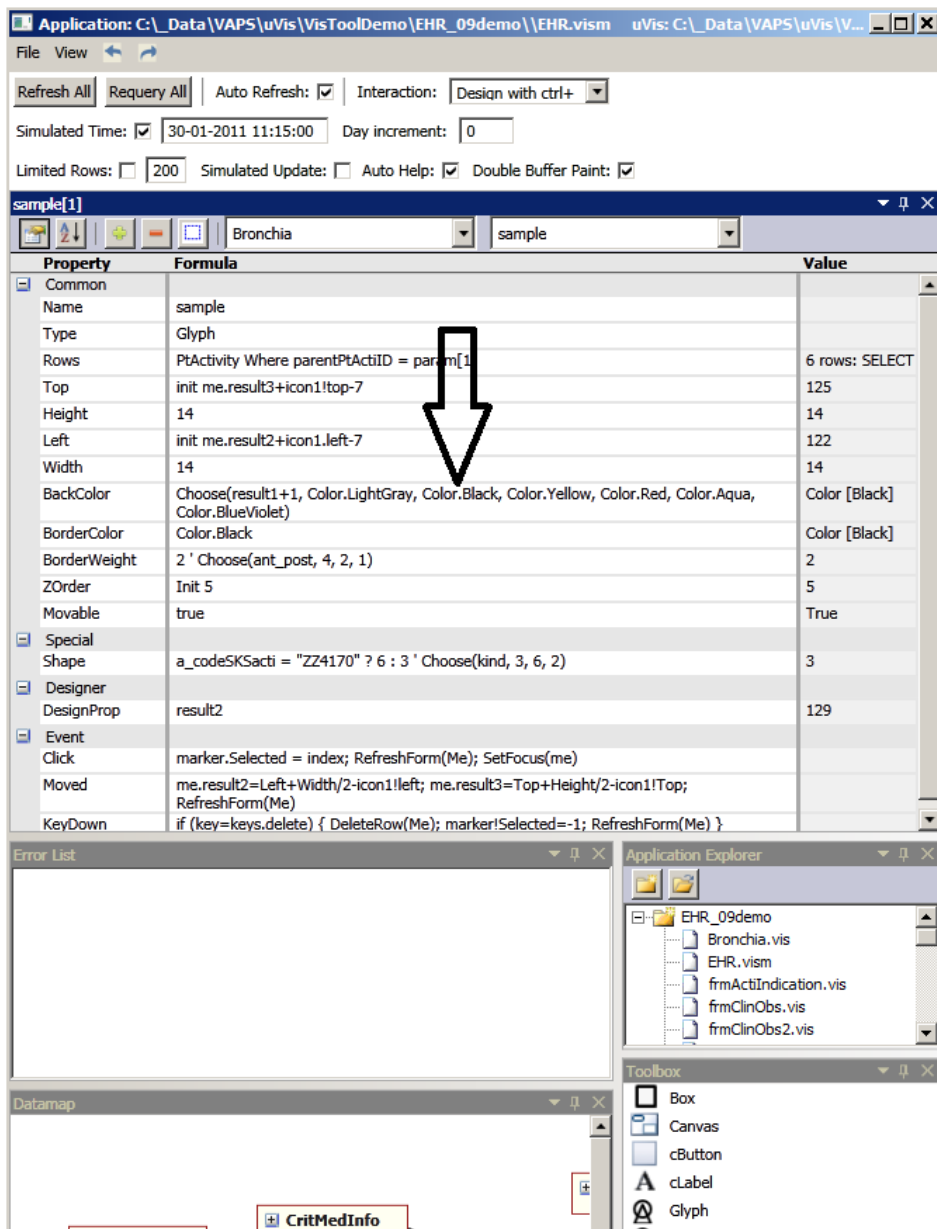 Application: C:\_Data\VAPS\uVis\VisToolDemo\EHR_09demo\\EHR.vism uVis: C:\_Data\VAPS\uVis\V...
File View
Refresh All Requery All Auto Refresh: Interaction: Design with ctrl+
Simulated Time: 30-01-2011 11:15:00 Day increment: 0
Limited Rows: 200 Simulated Update: Auto Help: Double Buffer Paint:
sample[1]
Bronchia sample
Property Formula Value
Common
Name sample
Type Glyph
Rows PtActivity Where parentPtActiID = param[1 6 rows: SELECT
Top init me.result3+icon1!top-7 125
Height 14 14
Left init me.result2+icon1.left-7 122
Width 14 14
BackColor Choose(result1+1, Color.LightGray, Color.Black, Color.Yellow, Color.Red, Color.Aqua, Color [Black]
Color.BlueViolet)
BorderColor Color.Black Color [Black]
BorderWeight 2 ' Choose(ant_post, 4, 2, 1) 2
ZOrder Init 5 5
Movable true True
Special
Shape a_codeSKSacti = "ZZ4170" ? 6 : 3 ' Choose(kind, 3, 6, 2) 3
Designer
DesignProp result2 129
Event
Click marker.Selected = index; RefreshForm(Me); SetFocus(me)
Moved me.result2=Left+Width/2-icon1!left; me.result3=Top+Height/2-icon1!Top;
RefreshForm(Me)
KeyDown if (key=keys.delete) { DeleteRow(Me); marker!Selected=-1; RefreshForm(Me) }
Error List
Application Explorer
EHR_09demo
Bronchia.vis
EHR.vism
frmActiIndication.vis
frmClinObs.vis
frmClinObs2.vis
Toolbox
Box
Canvas
cButton
cLabel
Glyph
Datamap
CritMedInfo